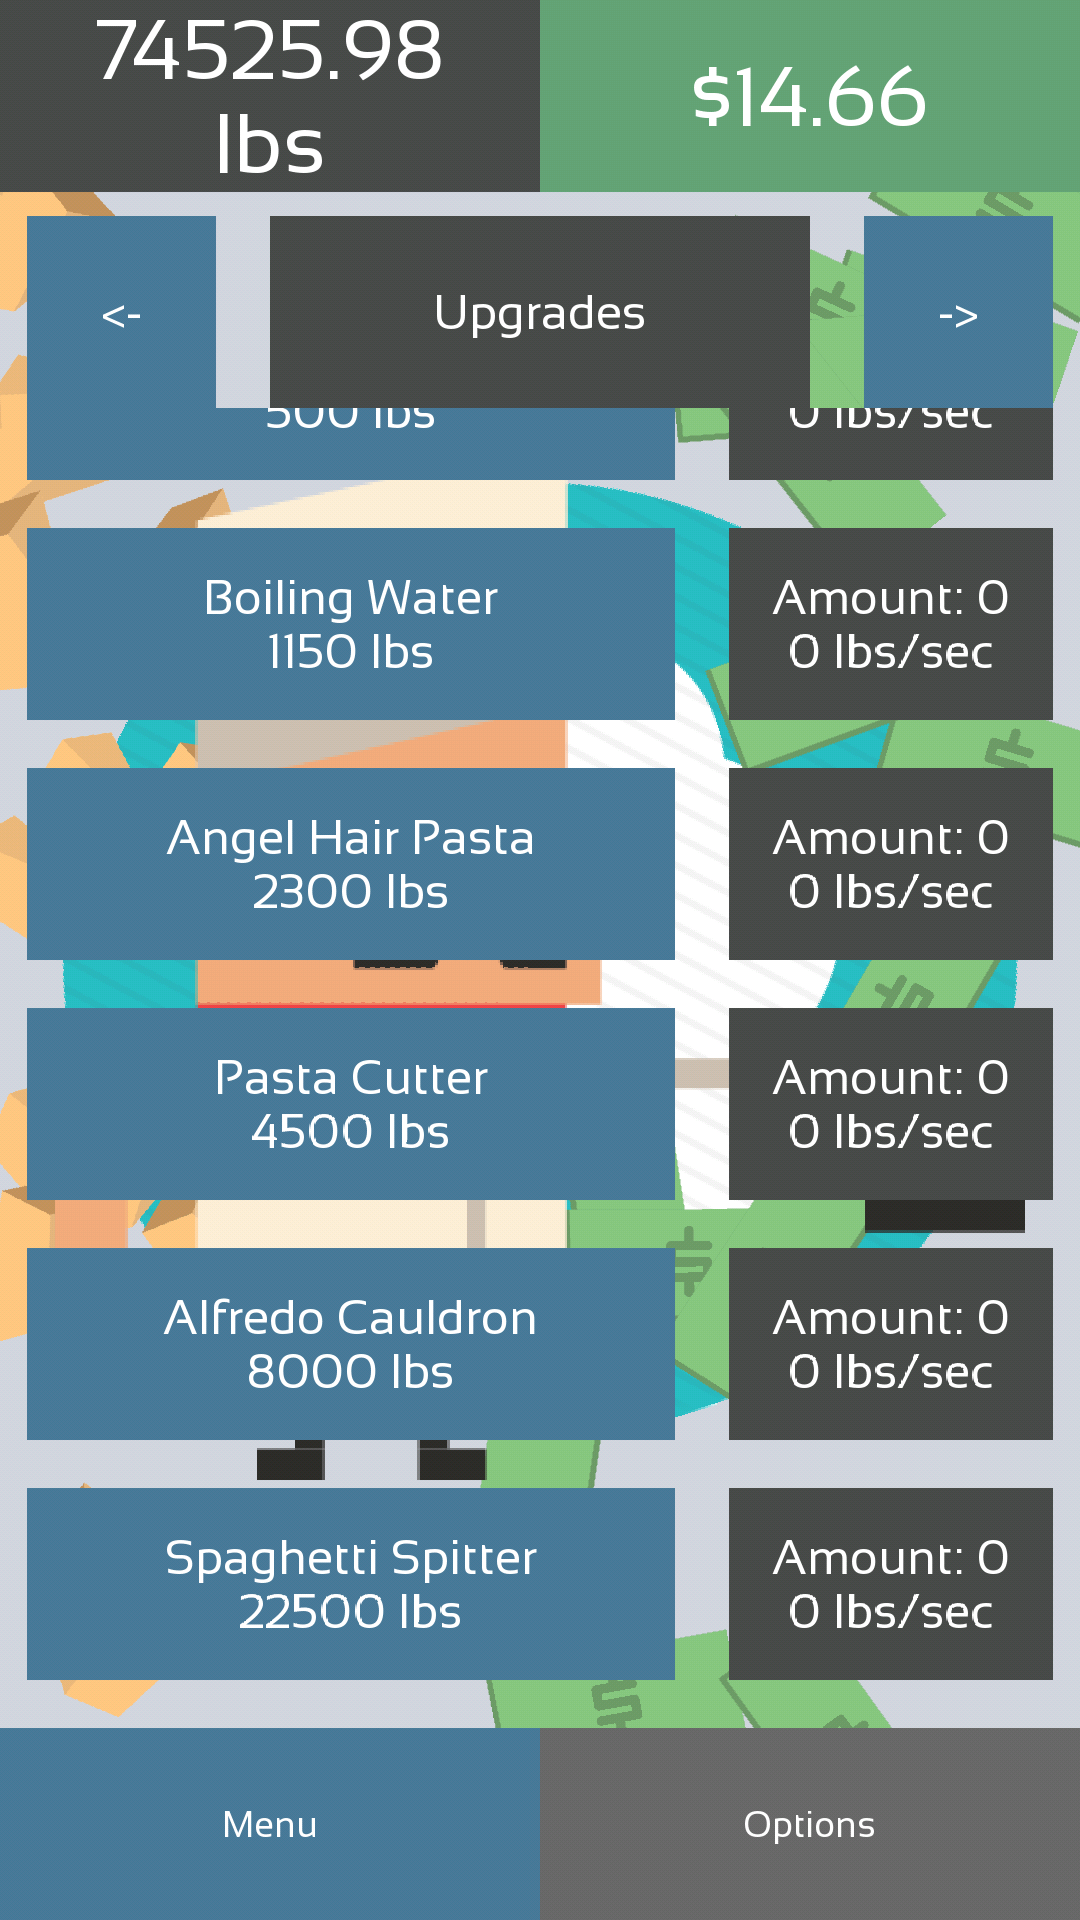 74525.98
lbs
$14.66
<-
Upgrades
->
500 lbs
0 lbs/sec
Boiling Water
1150 lbs
Amount: 0
0 lbs/sec
Angel Hair Pasta
2300 lbs
Amount: 0
0 lbs/sec
Pasta Cutter
4500 lbs
Amount: 0
0 lbs/sec
Alfredo Cauldron
8000 lbs
Amount: 0
0 lbs/sec
Spaghetti Spitter
22500 lbs
Amount: 0
0 lbs/sec
Menu
Options